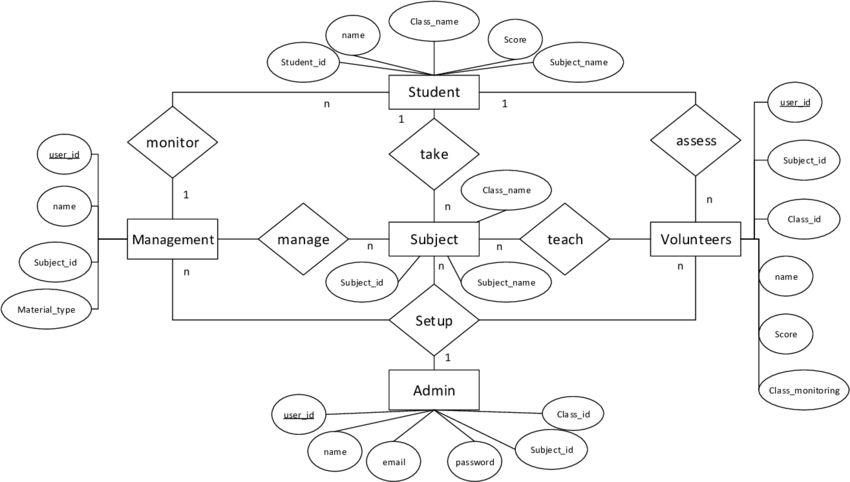 Class_name
name
Score
Student_id
Subject_name
Student
n
1
1
monitor
take
assess
user_id
name
Subject_id
Material_type
1
n
n
Class_name
Management
manage
n
Subject
n
teach
Volunteers
n
n
n
Subject_id
Subject_name
user_id
Subject_id
Class_id
name
Score
Class_monitoring
Setup
1
Admin
user_id
name
email
password
Subject_id
Class_id